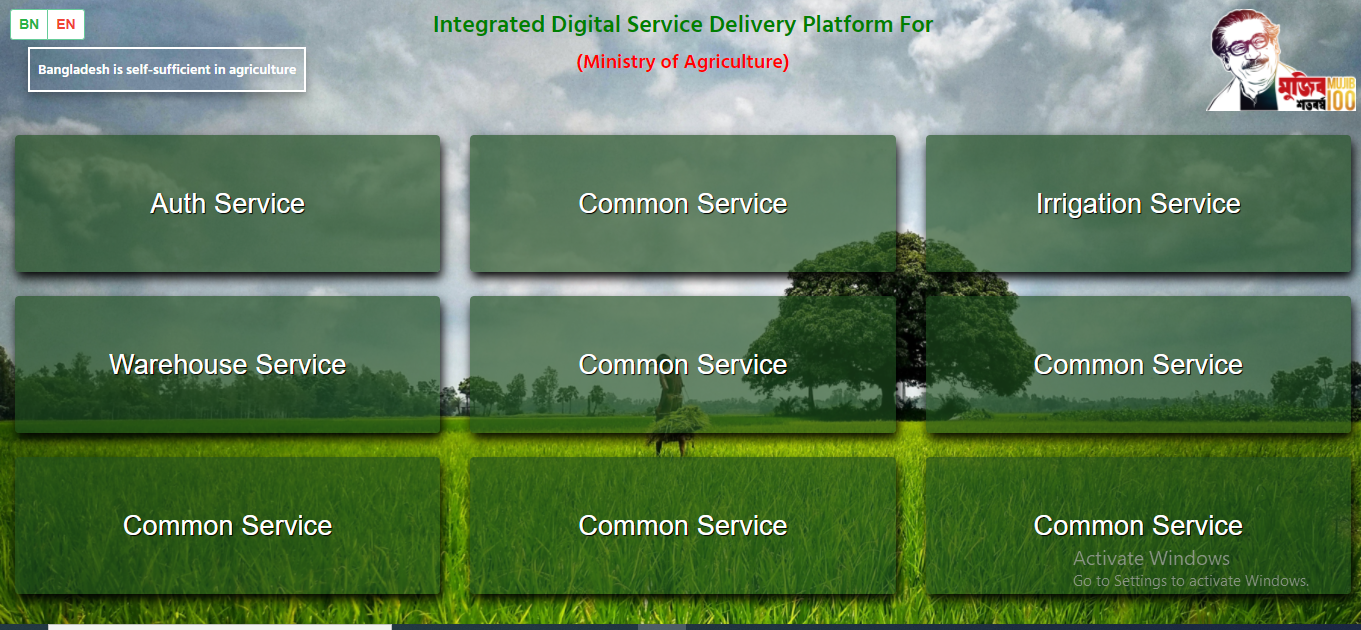 BN EN
Integrated Digital Service Delivery Platform For
(Ministry of Agriculture)
Bangladesh is self-sufficient in agriculture
মুজিব MUJIB
শতবর্ষ 100
Auth Service
Common Service
Irrigation Service
Warehouse Service
Common Service
Common Service
Common Service
Common Service
Common Service
Activate Windows
Go to Settings to activate Windows.